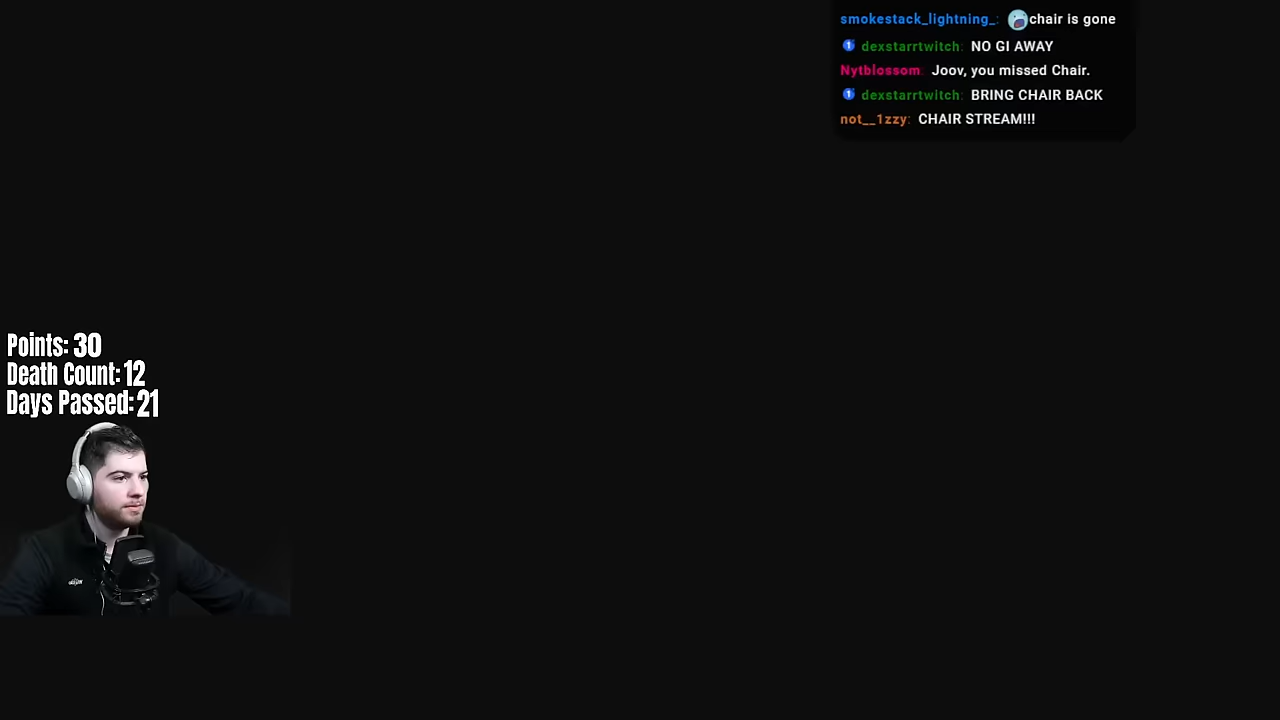 smokestack_lightning_: chair is gone
dexstarrtwitch: NO GI AWAY
Nytblossom: Joov, you missed Chair.
dexstarrtwitch: BRING CHAIR BACK
not__1zzy: CHAIR STREAM!!!
Points: 30
Death Count: 12
Days Passed: 21